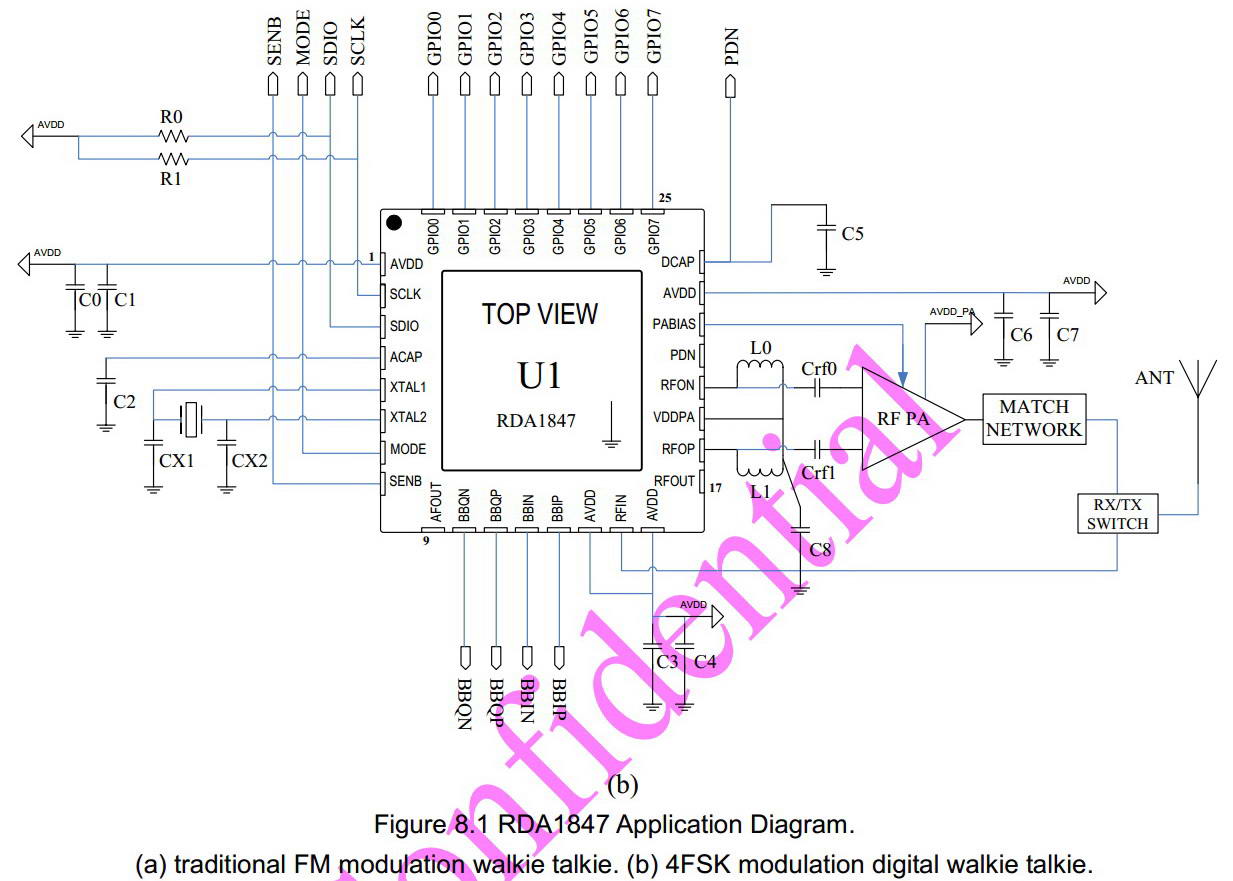 SENB
MODE
SDIO
SCLK
GPIO0
GPIO1
GPIO2
GPIO3
GPIO4
GPIO5
GPIO6
GPIO7
PDN
AVDD
R0
R1
25
GPIO0
GPIO1
GPIO2
GPIO3
GPIO4
GPIO5
GPIO6
GPIO7
AVDD
C0
C1
1
AVDD
SCLK
SDIO
ACAP
XTAL1
XTAL2
MODE
SENB
C2
CX1
CX2
TOP VIEW
U1
RDA1847
DCAP
AVDD
PABIAS
PDN
RFON
VDDPA
RFOP
RFOUT
17
C5
AVDD
AVDD_PA
C6
C7
L0
Crf0
RF PA
MATCH
NETWORK
ANT
Crf1
L1
RX/TX
SWITCH
C8
AFOUT
BBQN
BBQP
BBIN
BBIP
AVDD
RFIN
AVDD
9
AVDD
C3
C4
BBQN
BBQP
BBIN
BBIP
(b)
Figure 8.1 RDA1847 Application Diagram.
(a) traditional FM modulation walkie talkie. (b) 4FSK modulation digital walkie talkie.
onfidential